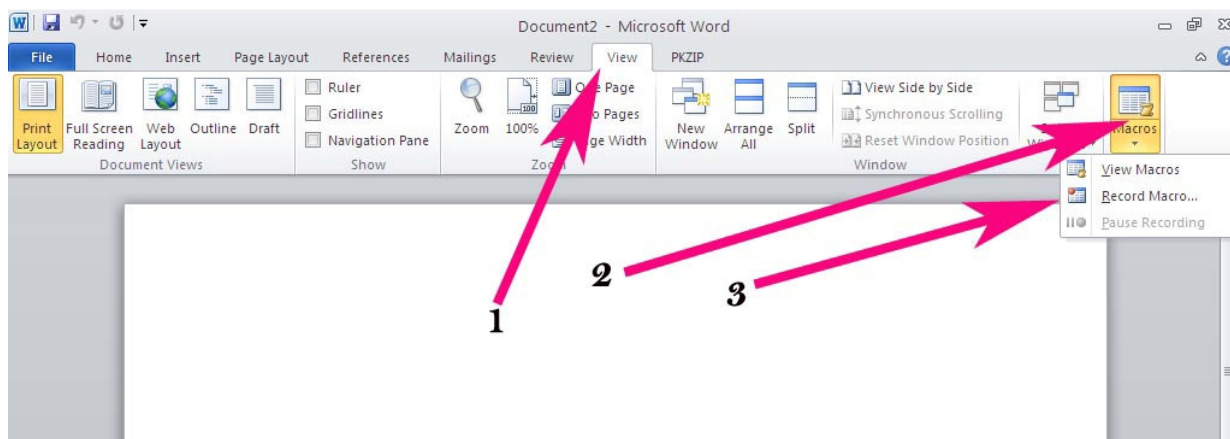 Document2 - Microsoft Word
File Home Insert Page Layout References Mailings Review View PKZIP
Print Layout
Full Screen Reading
Web Layout
Outline
Draft
Document Views
Ruler
Gridlines
Navigation Pane
Show
Zoom
100%
Page
Pages
Width
New Window
Arrange All
Split
View Side by Side
Synchronous Scrolling
Reset Window Position
Window
Macros
View Macros
Record Macro...
Pause Recording
1
2
3